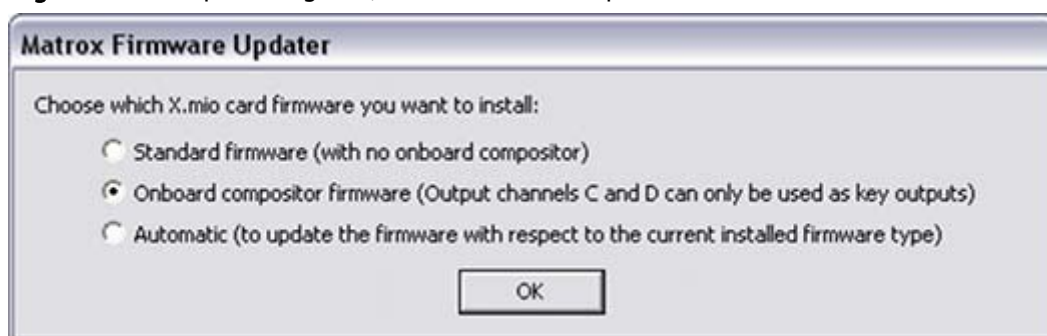 Matrox Firmware Updater
Choose which X.mio card firmware you want to install:
Standard firmware (with no onboard compositor)
Onboard compositor firmware (Output channels C and D can only be used as key outputs)
Automatic (to update the firmware with respect to the current installed firmware type)
OK